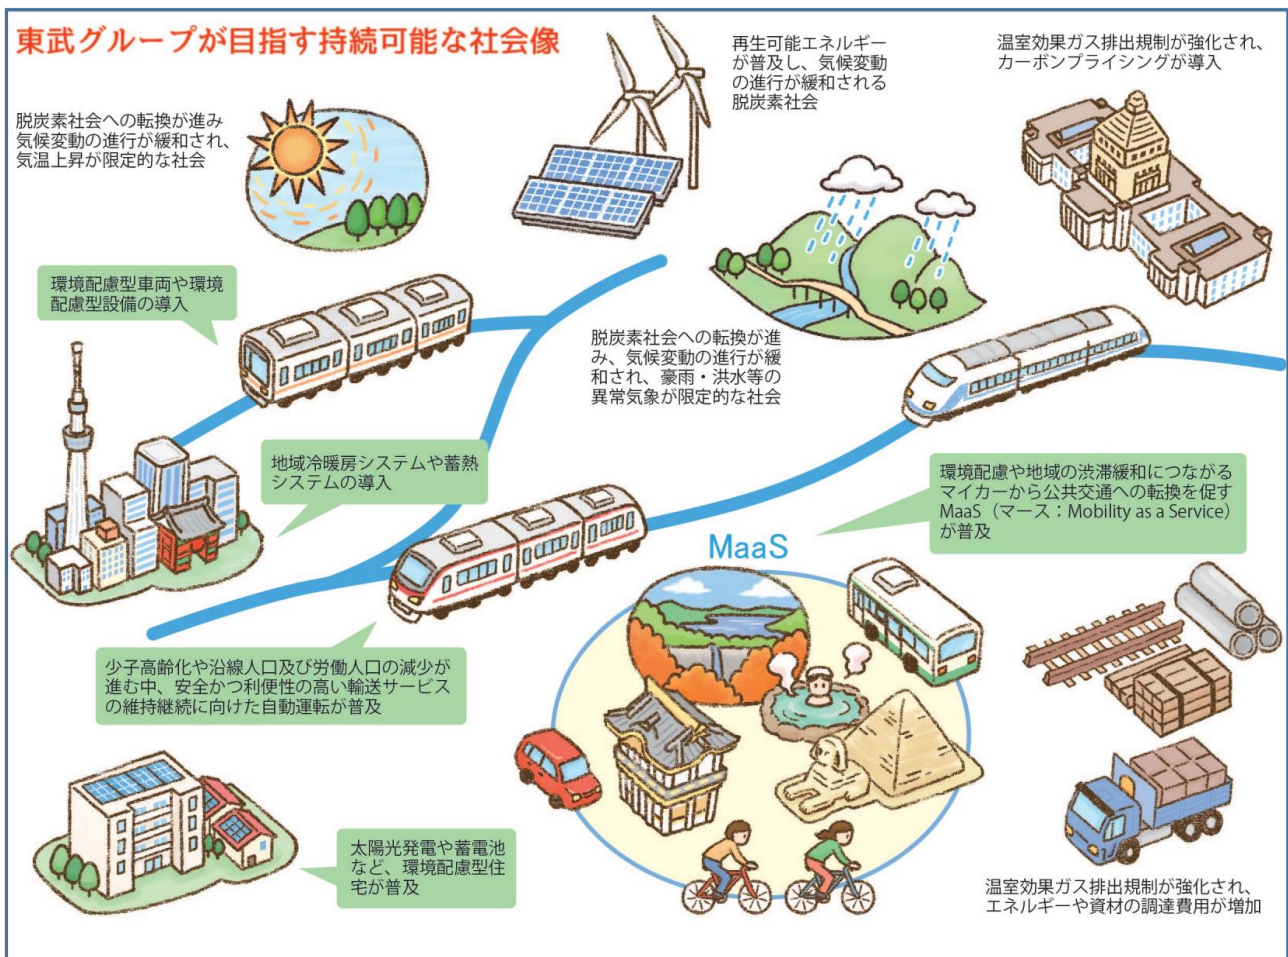 東武グループが目指す持続可能な社会像
脱炭素社会への転換が進み
気候変動の進行が緩和され、
気温上昇が限定的な社会
再生可能エネルギー
が普及し、気候変動
の進行が緩和される
脱炭素社会
温室効果ガス排出規制が強化され、
カーボンプライシングが導入
環境配慮型車両や環境
配慮型設備の導入
脱炭素社会への転換が進
み、気候変動の進行が緩
和され、豪雨・洪水等の
異常気象が限定的な社会
地域冷暖房システムや蓄熱
システムの導入
環境配慮や地域の渋滞緩和につながる
マイカーから公共交通への転換を促す
MaaS（マース：Mobility as a Service）
が普及
MaaS
少子高齢化や沿線人口及び労働人口の減少が
進む中、安全かつ利便性の高い輸送サービス
の維持継続に向けた自動運転が普及
太陽光発電や蓄電池
など、環境配慮型住
宅が普及
温室効果ガス排出規制が強化され、
エネルギーや資材の調達費用が増加